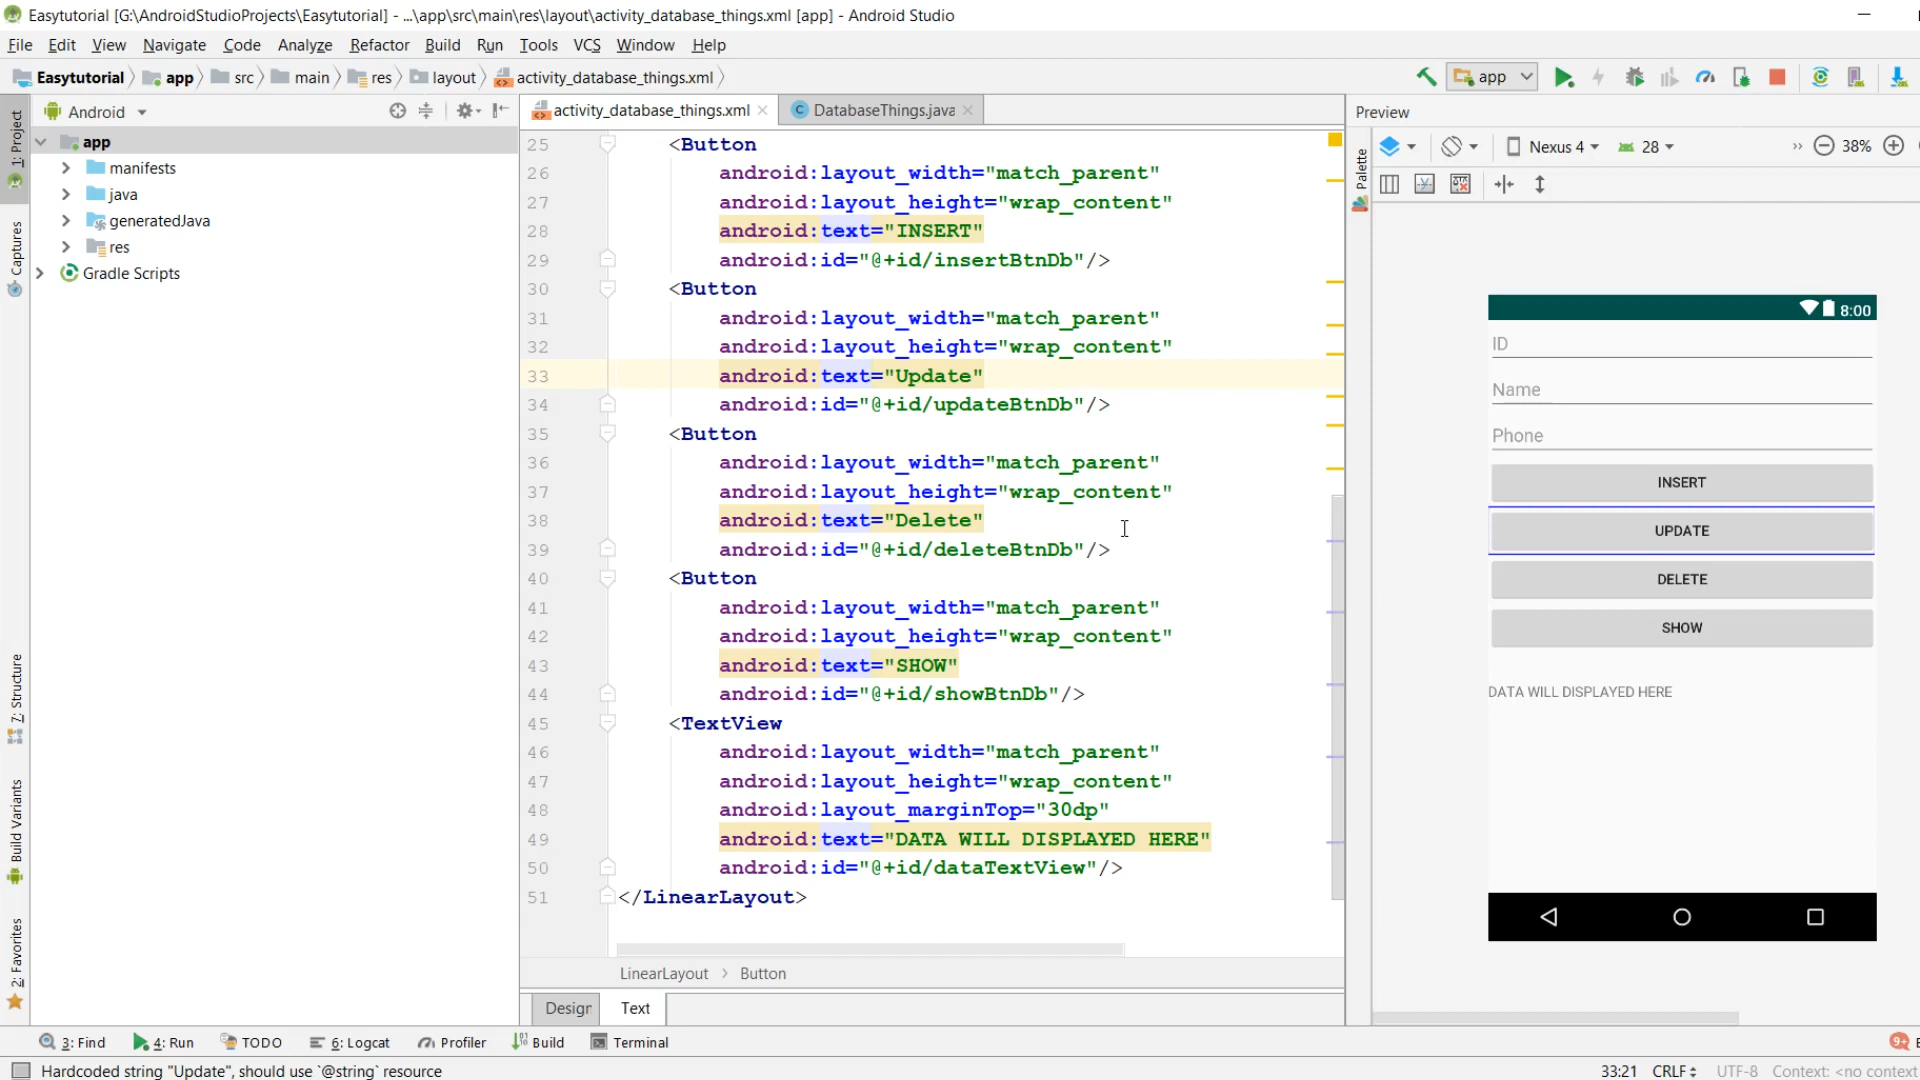 Android Studio [G:\AndroidStudioProjects\Easytutorial] - ...\app\src\main\res\layout\activity_database_things.xml [app] - Android Studio
File Edit View Navigate Code Analyze Refactor Build Run Tools VCS Window Help
Easytutorial app src main res layout activity_database_things.xml
app
Android
activity_database_things.xml
DatabaseThings.java
Preview
1: Project
Captures
7: Structure
Build Variants
2: Favorites
app
manifests
java
generatedJava
res
Gradle Scripts
25 <Button
26 android:layout_width="match_parent"
27 android:layout_height="wrap_content"
28 android:text="INSERT"
29 android:id="@+id/insertBtnDb"/>
30 <Button
31 android:layout_width="match_parent"
32 android:layout_height="wrap_content"
33 android:text="Update"
34 android:id="@+id/updateBtnDb"/>
35 <Button
36 android:layout_width="match_parent"
37 android:layout_height="wrap_content"
38 android:text="Delete"
39 android:id="@+id/deleteBtnDb"/>
40 <Button
41 android:layout_width="match_parent"
42 android:layout_height="wrap_content"
43 android:text="SHOW"
44 android:id="@+id/showBtnDb"/>
45 <TextView
46 android:layout_width="match_parent"
47 android:layout_height="wrap_content"
48 android:layout_marginTop="30dp"
49 android:text="DATA WILL DISPLAYED HERE"
50 android:id="@+id/dataTextView"/>
51 </LinearLayout>
LinearLayout › Button
Design Text
Palette
Nexus 4 28 » 38%
8:00
ID
Name
Phone
INSERT
UPDATE
DELETE
SHOW
DATA WILL DISPLAYED HERE
3: Find 4: Run TODO 6: Logcat Profiler Build Terminal
9+
Hardcoded string "Update", should use `@string` resource
33:21 CRLF UTF-8 Context: <no context